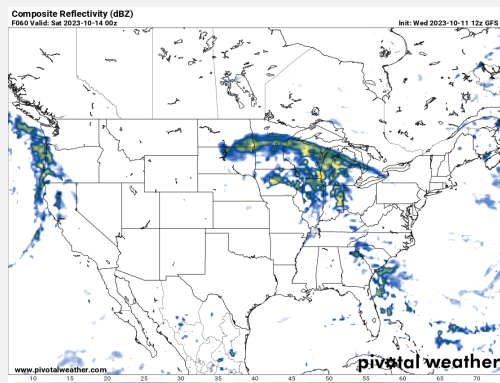 Composite Reflectivity (dBZ)
F060 Valid: Sat 2023-10-14 00z Init: Wed 2023-10-11 12z GFS
www.pivotalweather.com
pivotal weather
10 15 20 25 30 35 40 45 50 55 60 65 70